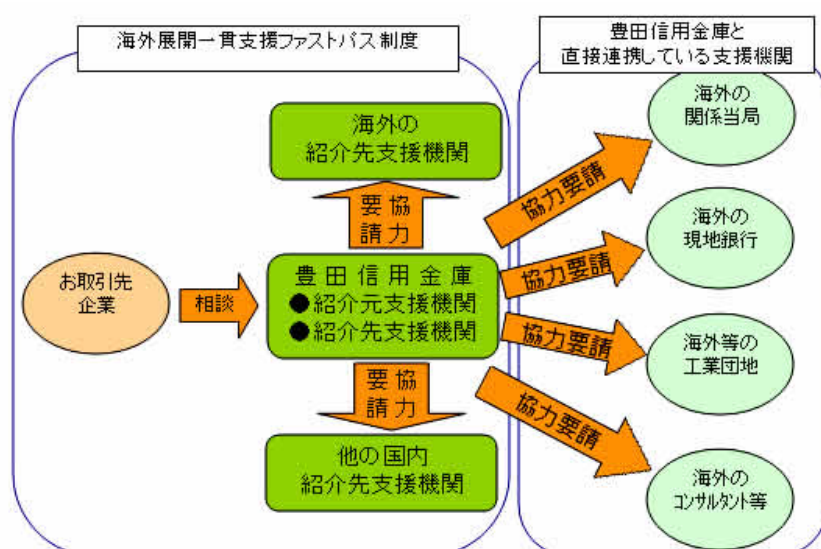 海外展開一貫支援ファストパス制度
豊田信用金庫と
直接連携している支援機関
海外の
紹介先支援機関
要協
請力
お取引先
企業
相談
豊田信用金庫
●紹介元支援機関
●紹介先支援機関
要協
請力
他の国内
紹介先支援機関
協力要請
協力要請
協力要請
協力要請
海外の
関係当局
海外の
現地銀行
海外等の
工業団地
海外の
コンサルタント等